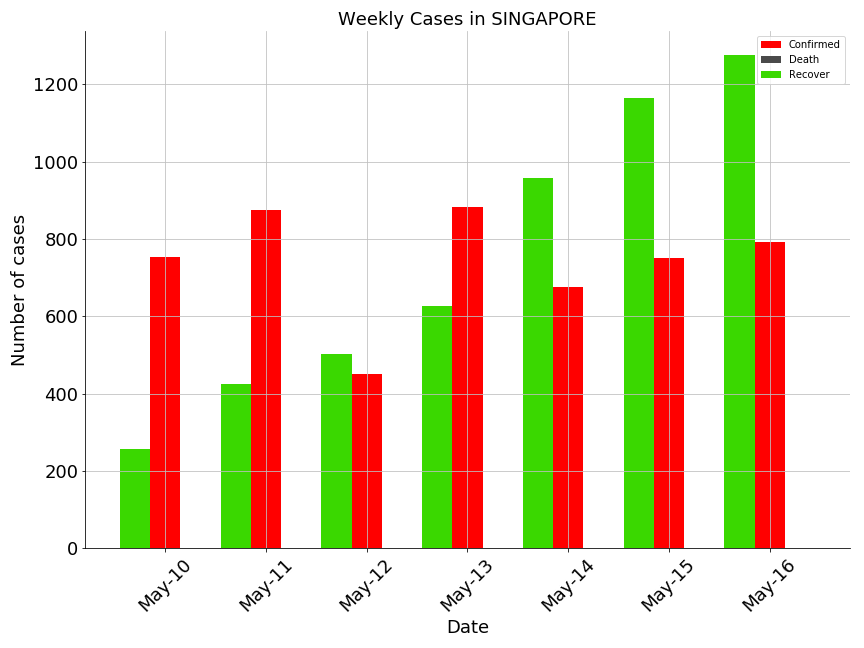 Weekly Cases in SINGAPORE
Confirmed
Death
Recover
Number of cases
1200
1000
800
600
400
200
0
May-10
May-11
May-12
May-13
May-14
May-15
May-16
Date